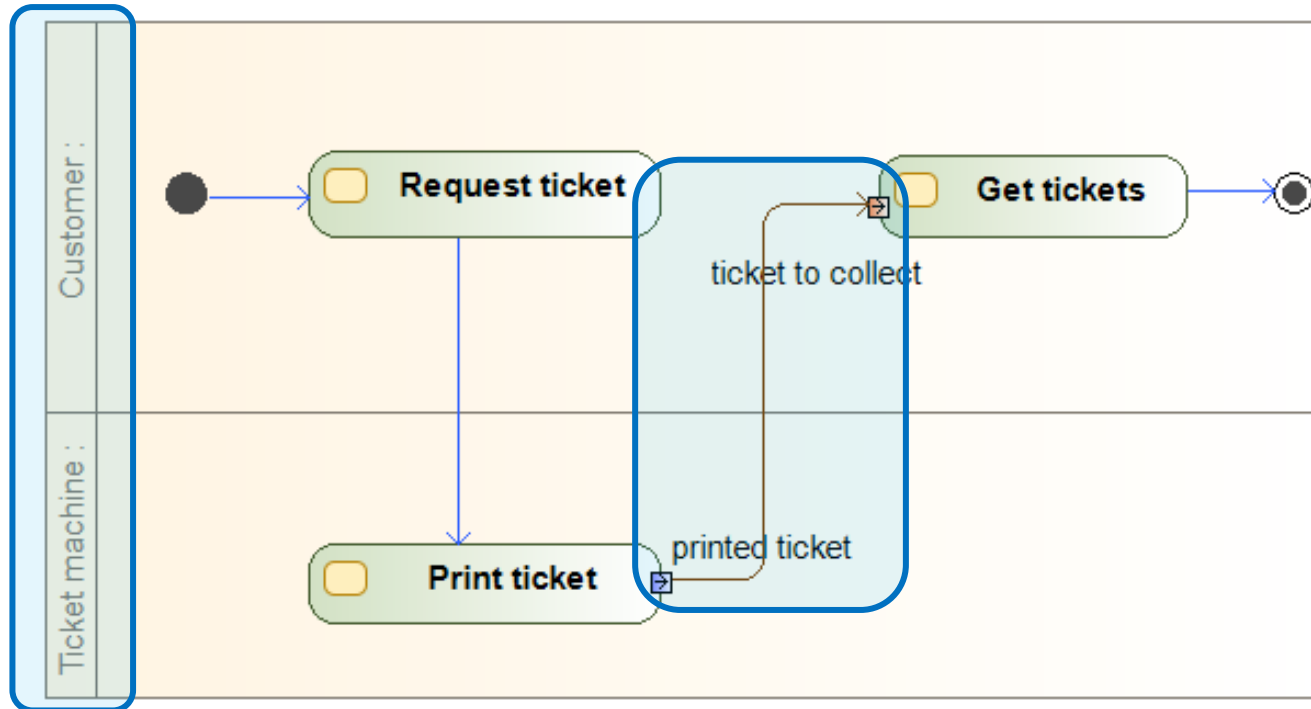 Customer :
Request ticket
Get tickets
ticket to collect
Ticket machine :
printed ticket
Print ticket